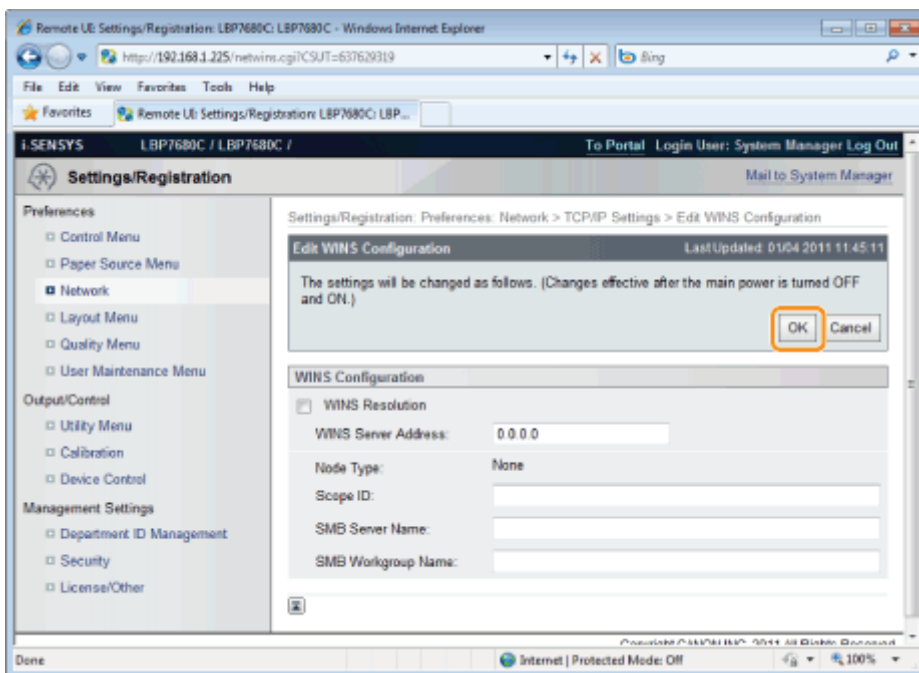 Remote UI: Settings/Registration: LBP7680C: LBP7680C - Windows Internet Explorer
http://192.168.1.225/netwins.cgi?CSUT=637629319
Bing
File Edit View Favorites Tools Help
Favorites
Remote UI: Settings/Registration: LBP7680C: LBP...
i-SENSYS LBP7680C / LBP7680C /
To Portal Login User: System Manager Log Out
Settings/Registration
Mail to System Manager
Preferences
Control Menu
Paper Source Menu
Network
Layout Menu
Quality Menu
User Maintenance Menu
Output/Control
Utility Menu
Calibration
Device Control
Management Settings
Department ID Management
Security
License/Other
Settings/Registration: Preferences: Network > TCP/IP Settings > Edit WINS Configuration
Edit WINS Configuration
Last Updated: 01/04 2011 11:45:11
The settings will be changed as follows. (Changes effective after the main power is turned OFF
and ON.)
OK Cancel
WINS Configuration
WINS Resolution
WINS Server Address: 0.0.0.0
Node Type: None
Scope ID:
SMB Server Name:
SMB Workgroup Name:
Copyright CANON INC. 2011 All Rights Reserved
Done
Internet | Protected Mode: Off
100%